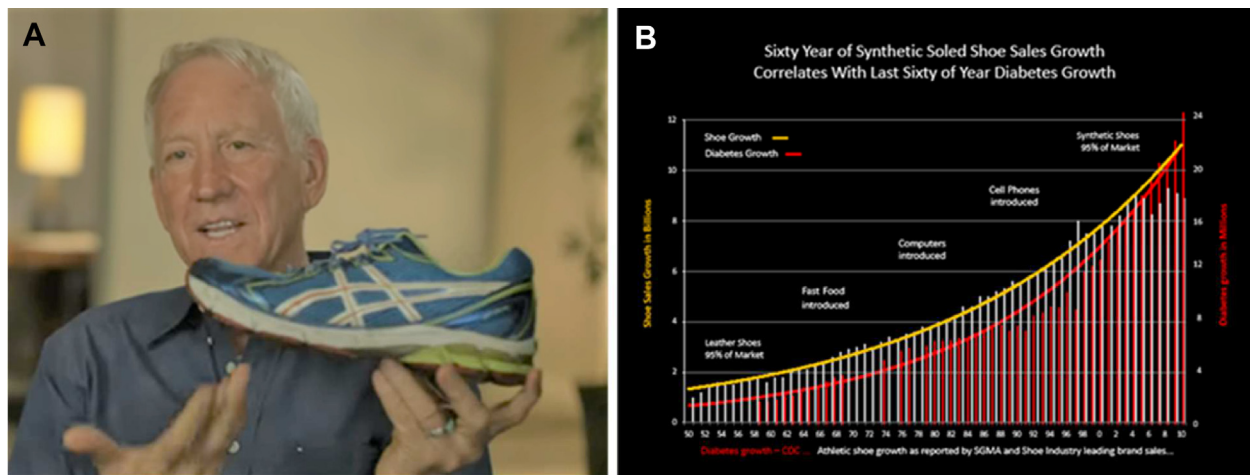 A
B
Sixty Year of Synthetic Soled Shoe Sales Growth
Correlates With Last Sixty of Year Diabetes Growth
Shoe Growth
Diabetes Growth
Synthetic Shoes
95% of Market
Cell Phones
introduced
Computers
introduced
Fast Food
introduced
Leather Shoes
95% of Market
Shoe Sales Growth in Billions
12
10
8
6
4
2
0
Diabetes growth in Millions
24
20
16
12
8
4
0
50 52 54 56 58 60 62 64 66 68 70 72 74 76 78 80 82 84 86 88 90 92 94 96 98 0 2 4 6 8 10
Diabetes growth = CDC ... Athletic shoe growth as reported by SGMA and Shoe Industry leading brand sales...